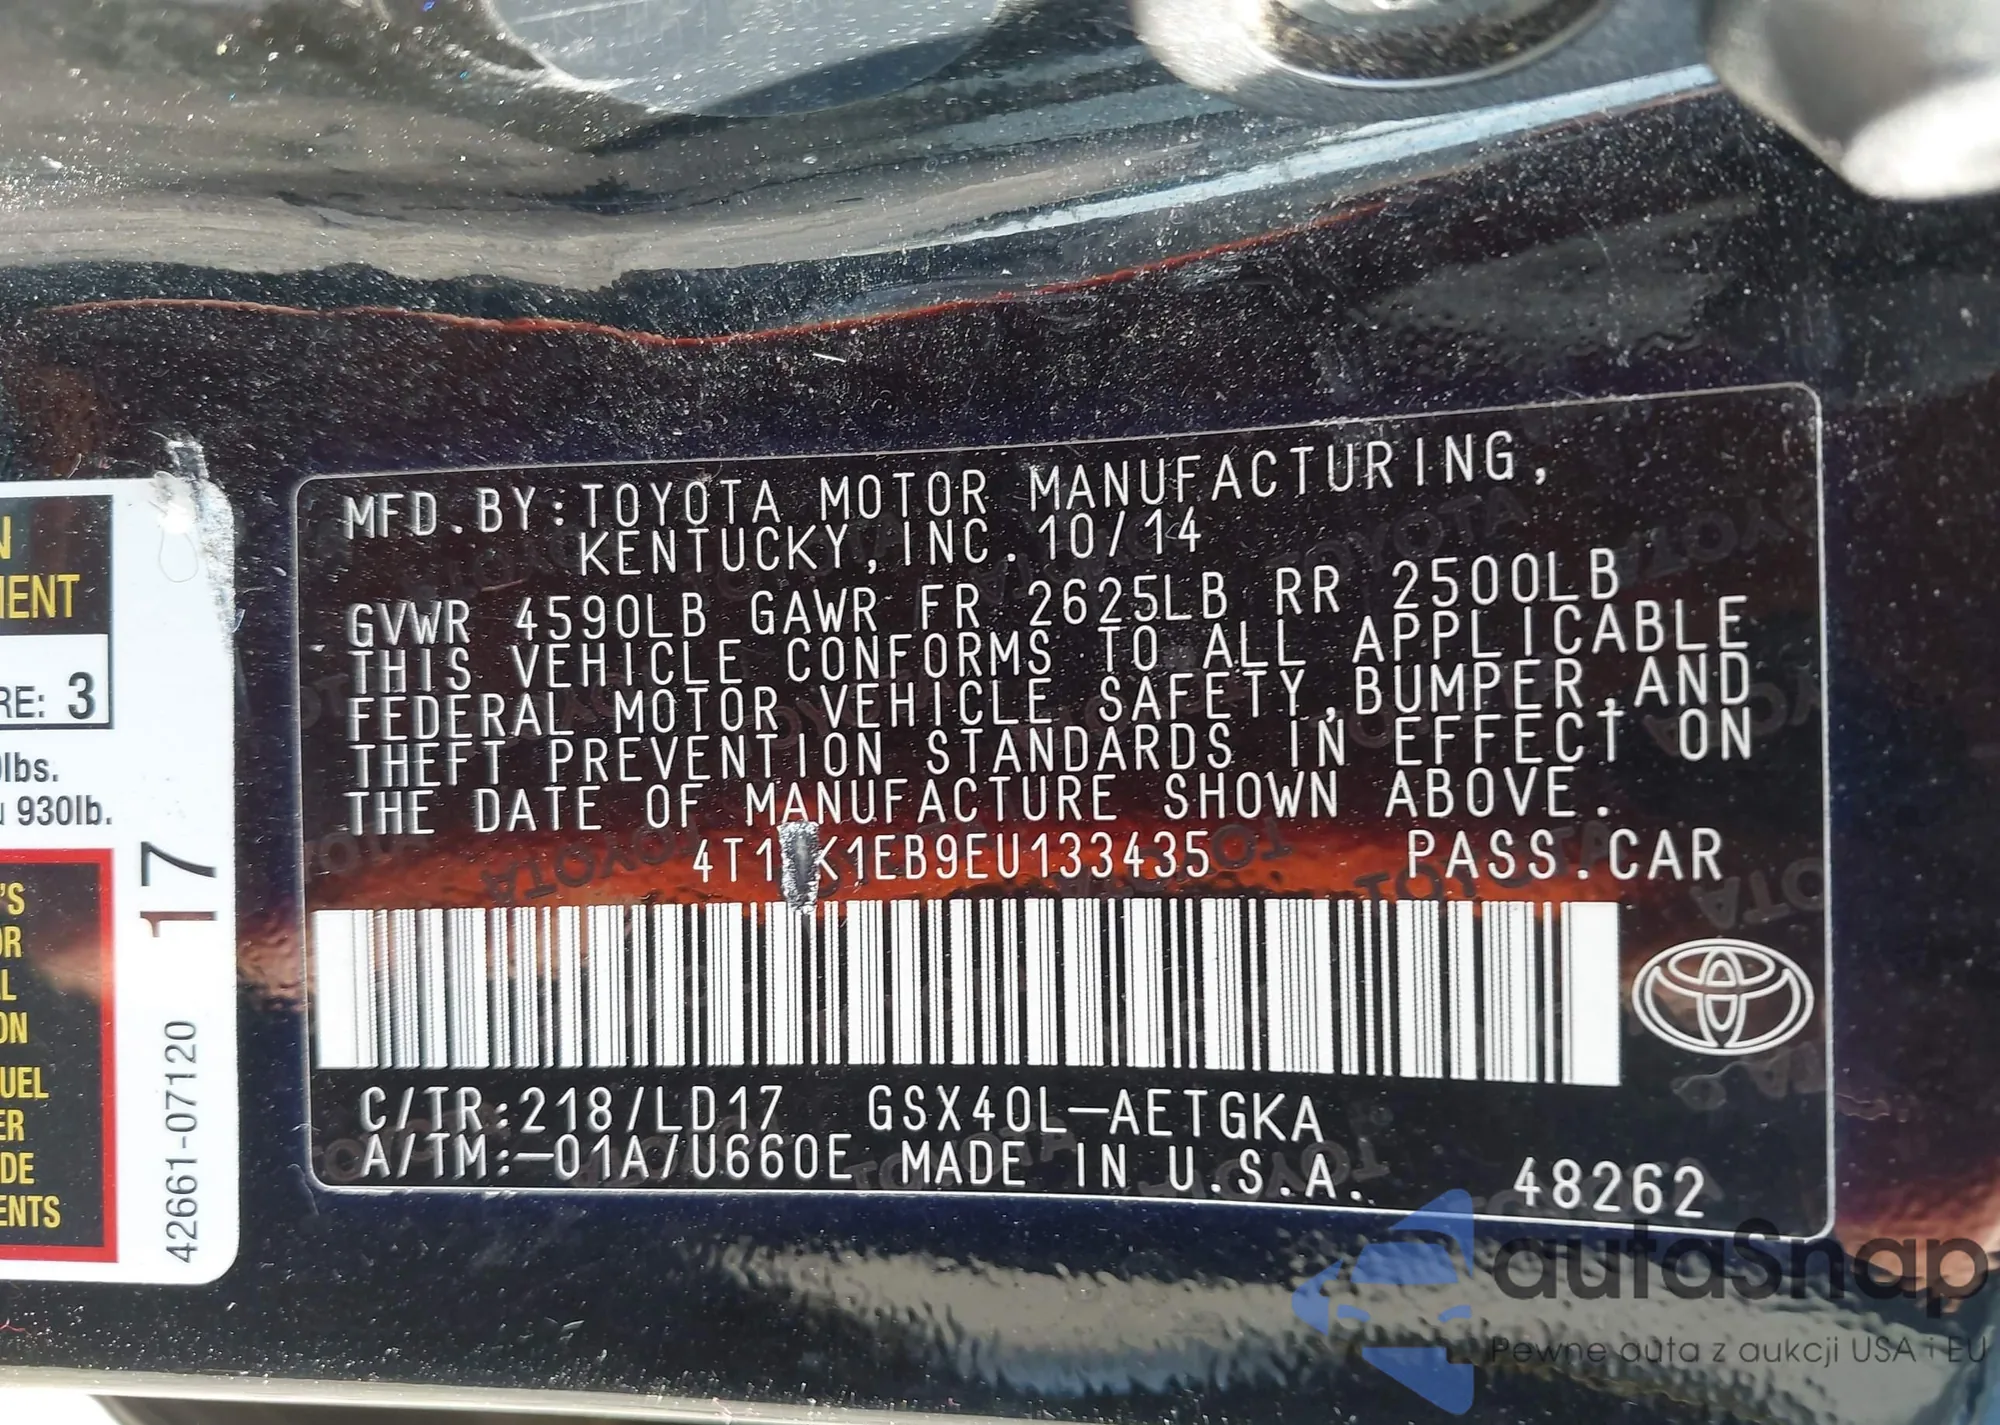 MFD.BY:TOYOTA MOTOR MANUFACTURING,
KENTUCKY,INC.10/14
GVWR 4590LB GAWR FR 2625LB RR 2500LB
THIS VEHICLE CONFORMS TO ALL APPLICABLE
FEDERAL MOTOR VEHICLE SAFETY,BUMPER,AND
THEFT PREVENTION STANDARDS IN EFFECT ON
THE DATE OF MANUFACTURE SHOWN ABOVE.
PASS.CAR
C/TR:218/LD17 GSX40L-AETGKA
A/TM:-01A/U660E MADE IN U.S.A. 48262
RE: 3
lbs.
930lb.
17
42661-07120
autaSnap
Pewne auta z aukcji USA i EU